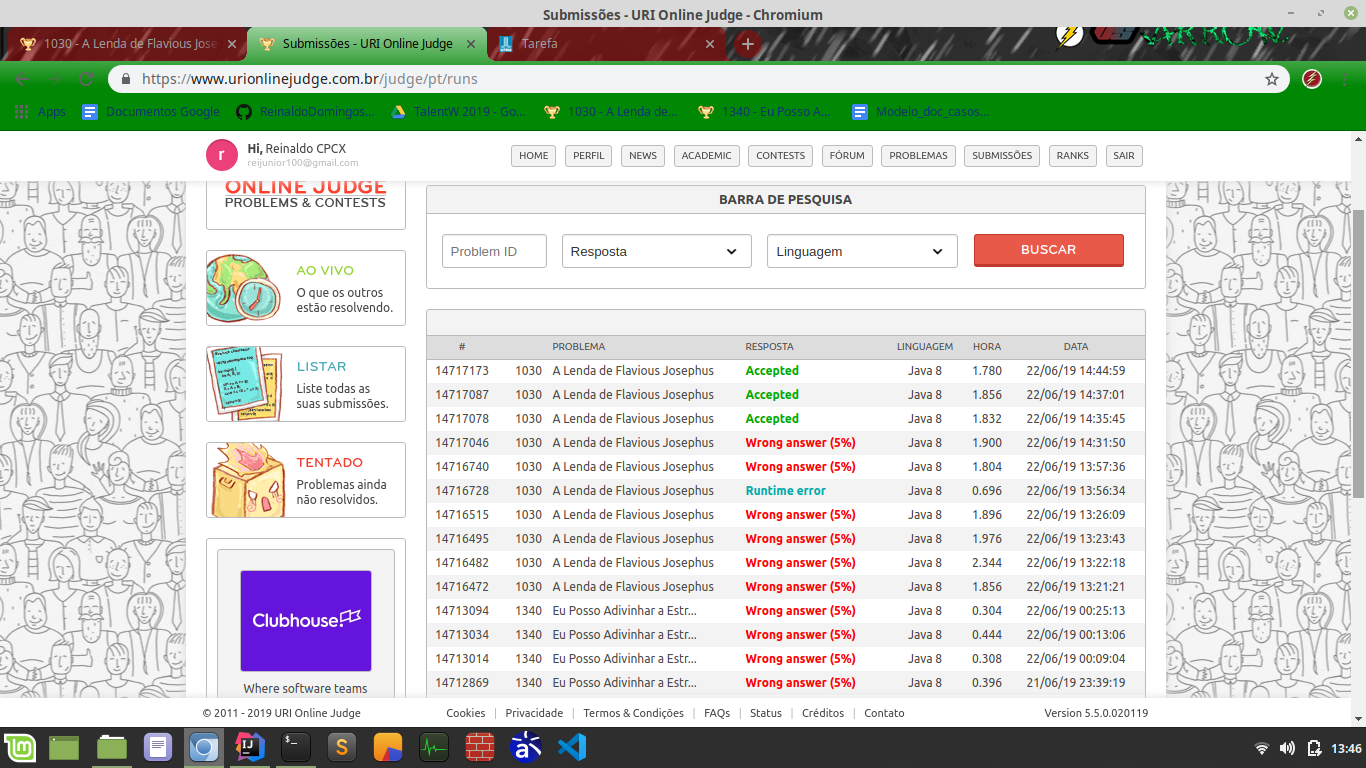 Submissões - URI Online Judge - Chromium
1030 - A Lenda de Flavious Jose
Submissões - URI Online Judge
Tarefa
https://www.urionlinejudge.com.br/judge/pt/runs
Apps Documentos Google ReinaldoDomingos... TalentW 2019 - Go... 1030 - A Lenda de... 1340 - Eu Posso A... Modelo_doc_casos...
r
Hi, Reinaldo CPCX
reijunior100@gmail.com
HOME PERFIL NEWS ACADEMIC CONTESTS FÓRUM PROBLEMAS SUBMISSÕES RANKS SAIR
ONLINE JUDGE
PROBLEMS & CONTESTS
AO VIVO
O que os outros
estão resolvendo.
LISTAR
Liste todas as
suas submissões.
TENTADO
Problemas ainda
não resolvidos.
Clubhouse!
Where software teams
BARRA DE PESQUISA
Problem ID Resposta Linguagem BUSCAR
# PROBLEMA RESPOSTA LINGUAGEM HORA DATA
14717173 1030 A Lenda de Flavious Josephus Accepted Java 8 1.780 22/06/19 14:44:59
14717087 1030 A Lenda de Flavious Josephus Accepted Java 8 1.856 22/06/19 14:37:01
14717078 1030 A Lenda de Flavious Josephus Accepted Java 8 1.832 22/06/19 14:35:45
14717046 1030 A Lenda de Flavious Josephus Wrong answer (5%) Java 8 1.900 22/06/19 14:31:50
14716740 1030 A Lenda de Flavious Josephus Wrong answer (5%) Java 8 1.804 22/06/19 13:57:36
14716728 1030 A Lenda de Flavious Josephus Runtime error Java 8 0.696 22/06/19 13:56:34
14716515 1030 A Lenda de Flavious Josephus Wrong answer (5%) Java 8 1.896 22/06/19 13:26:09
14716495 1030 A Lenda de Flavious Josephus Wrong answer (5%) Java 8 1.976 22/06/19 13:23:43
14716482 1030 A Lenda de Flavious Josephus Wrong answer (5%) Java 8 2.344 22/06/19 13:22:18
14716472 1030 A Lenda de Flavious Josephus Wrong answer (5%) Java 8 1.856 22/06/19 13:21:21
14713094 1340 Eu Posso Adivinhar a Estr... Wrong answer (5%) Java 8 0.304 22/06/19 00:25:13
14713034 1340 Eu Posso Adivinhar a Estr... Wrong answer (5%) Java 8 0.444 22/06/19 00:13:06
14713014 1340 Eu Posso Adivinhar a Estr... Wrong answer (5%) Java 8 0.308 22/06/19 00:09:04
14712869 1340 Eu Posso Adivinhar a Estr... Wrong answer (5%) Java 8 0.396 21/06/19 23:39:19
© 2011 - 2019 URI Online Judge
Cookies | Privacidade | Termos & Condições | FAQs | Status | Créditos | Contato
Version 5.5.0.020119
13:46